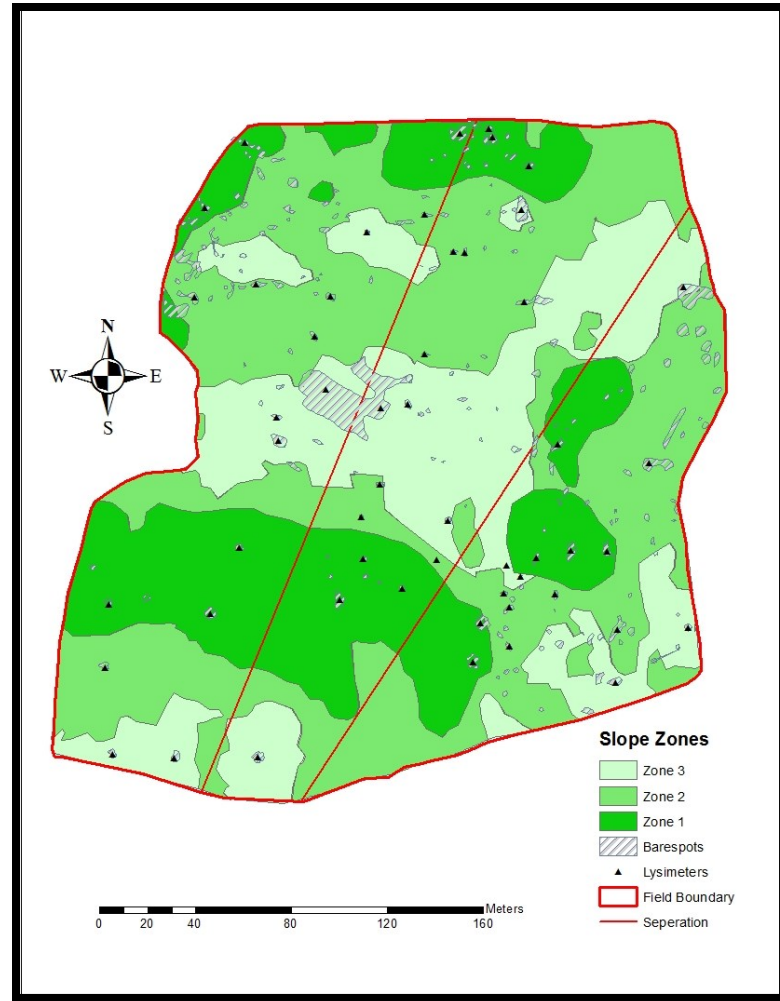 N
W E
S
Slope Zones
Zone 3
Zone 2
Zone 1
Barespots
Lysimeters
Field Boundary
Seperation
Meters
0 20 40 80 120 160